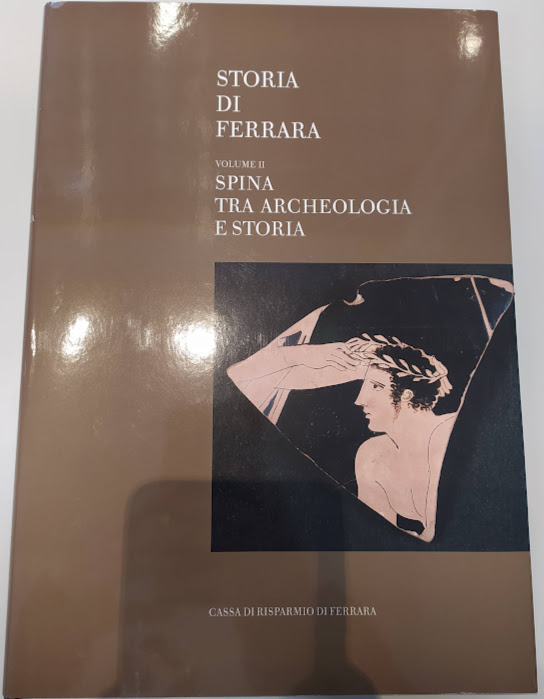 STORIA
DI
FERRARA
VOLUME II
SPINA
TRA ARCHEOLOGIA
E STORIA
CASSA DI RISPARMIO DI FERRARA